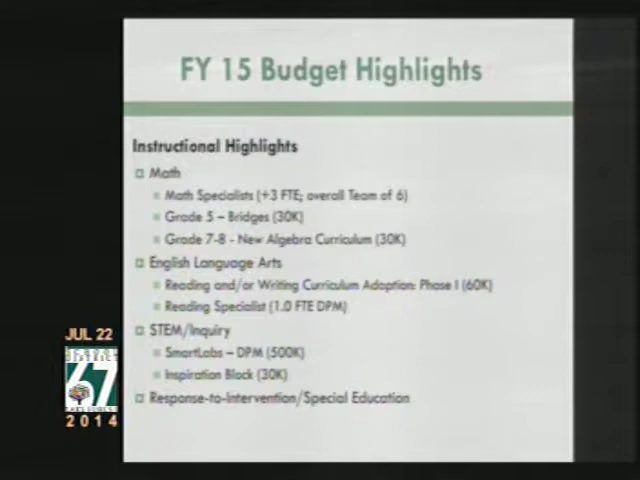 FY 15 Budget Highlights
Instructional Highlights
Math
Math Specialists (+3 FTE; overall Team of 6)
Grade 5 – Bridges (30K)
Grade 7-8 - New Algebra Curriculum (30K)
English Language Arts
Reading and/or Writing Curriculum Adoption: Phase I (60K)
Reading Specialist (1.0 FTE DPM)
STEM/Inquiry
SmartLabs – DPM (500K)
Inspiration Block (30K)
Response-to-Intervention/Special Education
JUL 22
DISTRICT
67
LAKE FOREST
2014